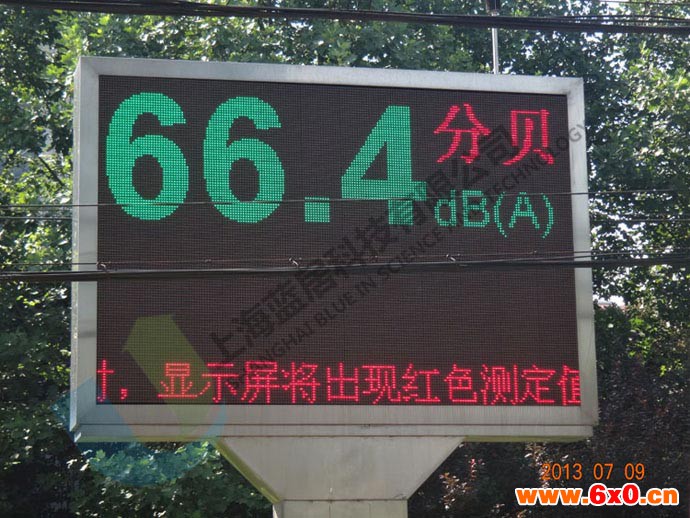 66.4 分贝
dB(A)
上海蓝居科技有限公司
SHANGHAI BLUE IN SCIENCE & TECHNOLOGY
时，显示屏将出现红色测定值
2013 07 09
www.6x0.cn